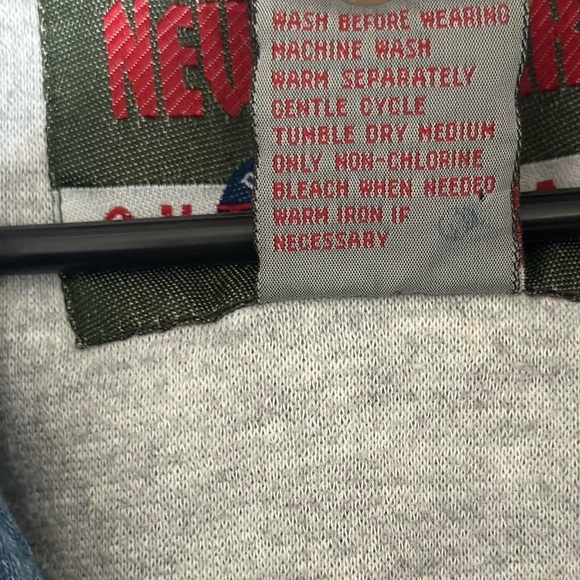 NEW
WASH BEFORE WEARING
MACHINE WASH
WARM SEPARATELY
GENTLE CYCLE
TUMBLE DRY MEDIUM
ONLY NON-CHLORINE
BLEACH WHEN NEEDED
WARM IRON IF
NECESSARY